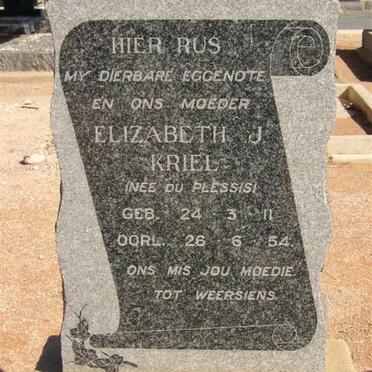 HIER RUS
MY DIERBARE EGGENOTE
EN ONS MOEDER
ELIZABETH J
KRIEL
(NEE DU PLESSIS)
GEB. 24 - 3 - 11
OORL. 26 - 6 - 54.
ONS MIS JOU MOEDIE
TOT WEERSIENS